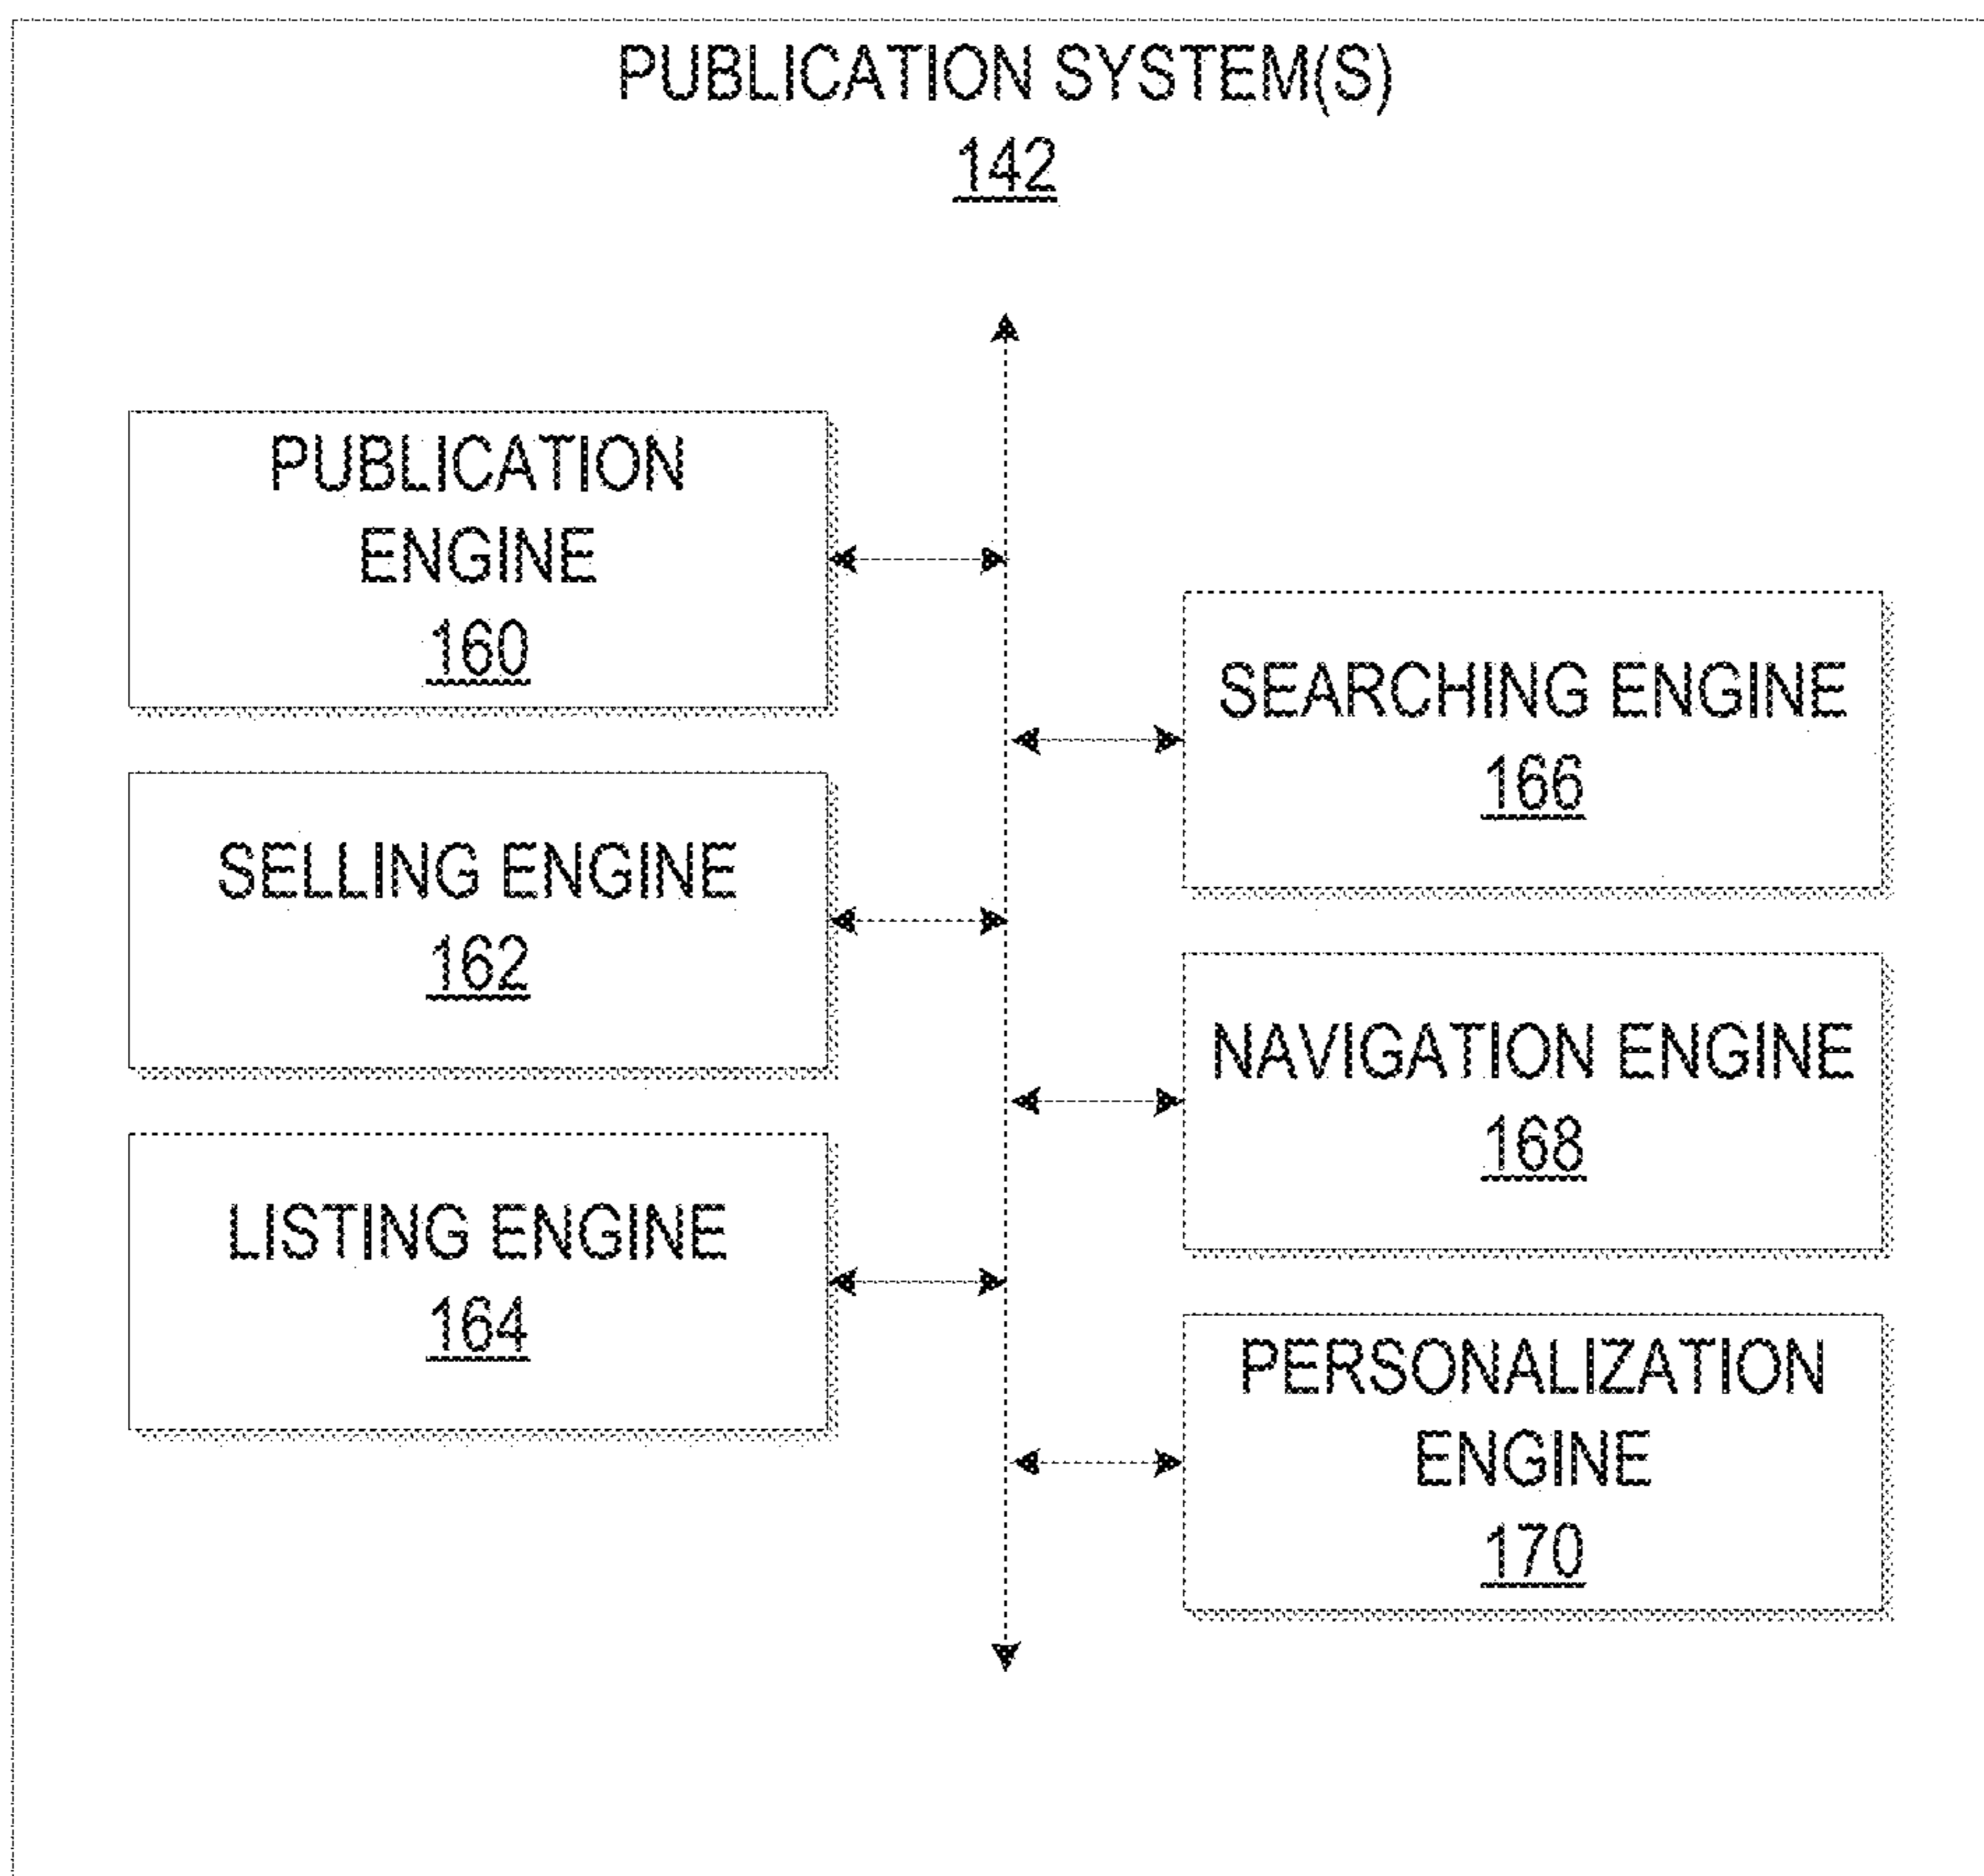 PUBLICATION SYSTEM(S)
142
PUBLICATION
ENGINE
160
SELLING ENGINE
162
LISTING ENGINE
164
SEARCHING ENGINE
166
NAVIGATION ENGINE
168
PERSONALIZATION
ENGINE
170